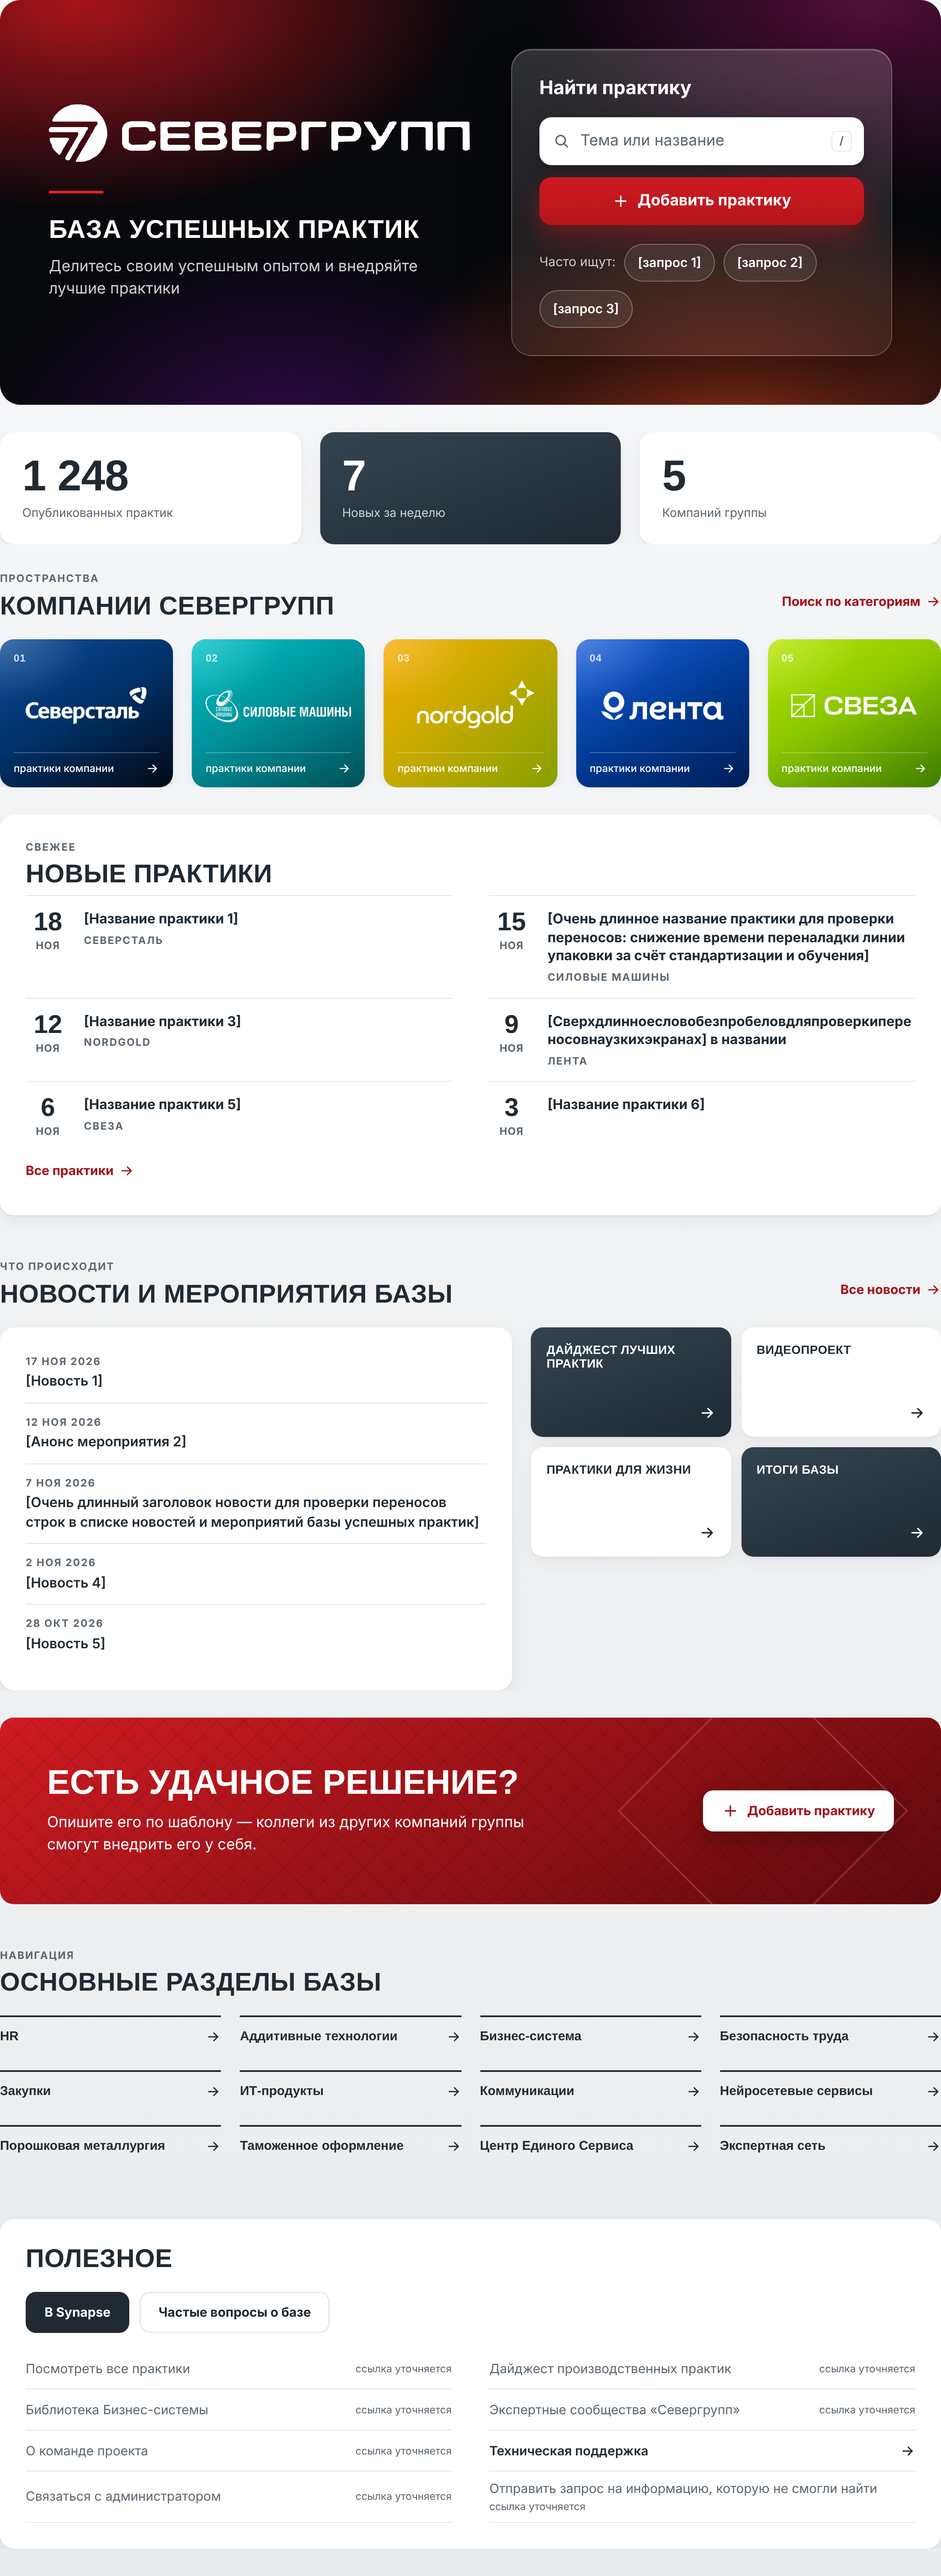 СЕВЕРГРУПП
БАЗА УСПЕШНЫХ ПРАКТИК
Делитесь своим успешным опытом и внедряйте
лучшие практики
Найти практику
Тема или название
/
+ Добавить практику
Часто ищут: [запрос 1] [запрос 2]
[запрос 3]
1 248
Опубликованных практик
7
Новых за неделю
5
Компаний группы
ПРОСТРАНСТВА
КОМПАНИИ СЕВЕРГРУПП
Поиск по категориям →
01
Северсталь
практики компании →
02
СИЛОВЫЕ МАШИНЫ
практики компании →
03
nordgold
практики компании →
04
лента
практики компании →
05
СВЕЗА
практики компании →
СВЕЖЕЕ
НОВЫЕ ПРАКТИКИ
18 НОЯ
[Название практики 1]
СЕВЕРСТАЛЬ
15 НОЯ
[Очень длинное название практики для проверки
переносов: снижение времени переналадки линии
упаковки за счёт стандартизации и обучения]
СИЛОВЫЕ МАШИНЫ
12 НОЯ
[Название практики 3]
NORDGOLD
9 НОЯ
[Сверхдлинноесловобезпробеловдляпроверкипере
носовнаузкихэкранах] в названии
ЛЕНТА
6 НОЯ
[Название практики 5]
СВЕЗА
3 НОЯ
[Название практики 6]
Все практики →
ЧТО ПРОИСХОДИТ
НОВОСТИ И МЕРОПРИЯТИЯ БАЗЫ
Все новости →
17 НОЯ 2026
[Новость 1]
12 НОЯ 2026
[Анонс мероприятия 2]
7 НОЯ 2026
[Очень длинный заголовок новости для проверки переносов
строк в списке новостей и мероприятий базы успешных практик]
2 НОЯ 2026
[Новость 4]
28 ОКТ 2026
[Новость 5]
ДАЙДЖЕСТ ЛУЧШИХ
ПРАКТИК
→
ВИДЕОПРОЕКТ
→
ПРАКТИКИ ДЛЯ ЖИЗНИ
→
ИТОГИ БАЗЫ
→
ЕСТЬ УДАЧНОЕ РЕШЕНИЕ?
Опишите его по шаблону — коллеги из других компаний группы
смогут внедрить его у себя.
+ Добавить практику
НАВИГАЦИЯ
ОСНОВНЫЕ РАЗДЕЛЫ БАЗЫ
HR →
Аддитивные технологии →
Бизнес-система →
Безопасность труда →
Закупки →
ИТ-продукты →
Коммуникации →
Нейросетевые сервисы →
Порошковая металлургия →
Таможенное оформление →
Центр Единого Сервиса →
Экспертная сеть →
ПОЛЕЗНОЕ
В Synapse
Частые вопросы о базе
Посмотреть все практики ссылка уточняется
Дайджест производственных практик ссылка уточняется
Библиотека Бизнес-системы ссылка уточняется
Экспертные сообщества «Севергрупп» ссылка уточняется
О команде проекта ссылка уточняется
Техническая поддержка →
Связаться с администратором ссылка уточняется
Отправить запрос на информацию, которую не смогли найти
ссылка уточняется